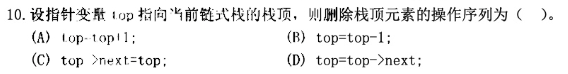 10. 设指针变量 top 指向当前链式栈的栈顶，则删除栈顶元素的操作序列为（ ）。
(A) top=top+1; (B) top=top-1;
(C) top->next=top; (D) top=top->next;